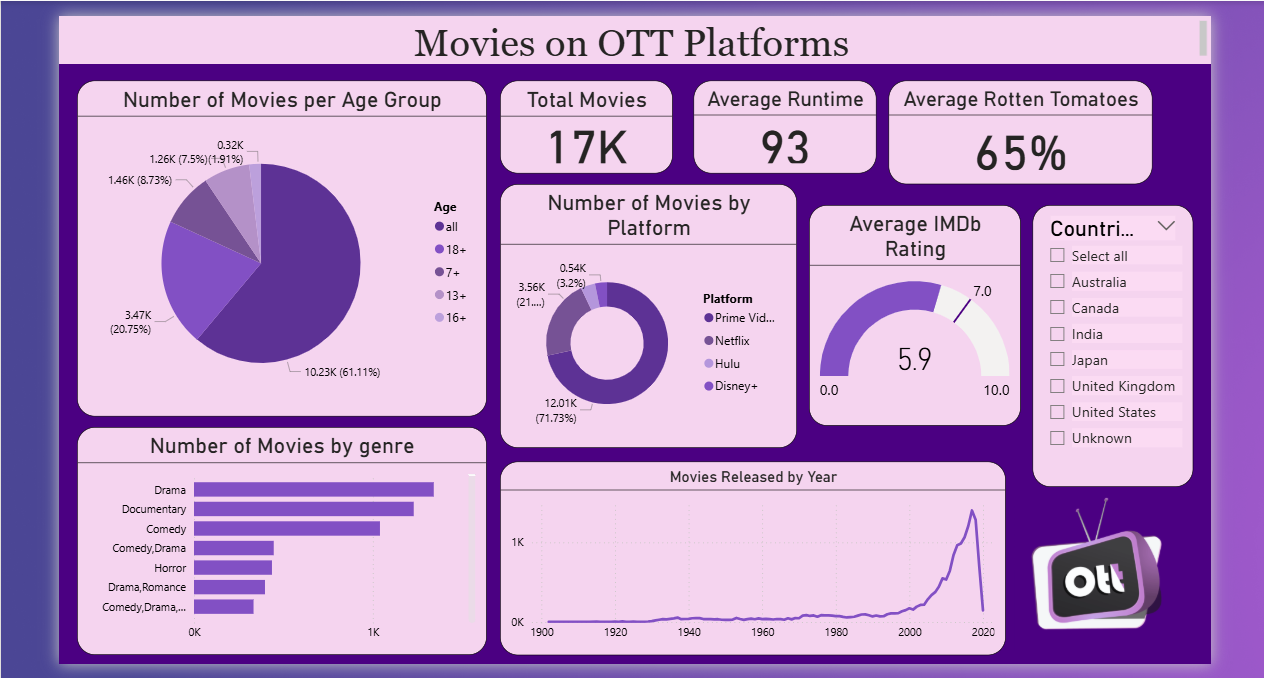 Movies on OTT Platforms
Number of Movies per Age Group
0.32K
1.26K (7.5%)
(1.91%)
1.46K (8.73%)
3.47K
(20.75%)
10.23K (61.11%)
Age
all
18+
7+
13+
16+
Total Movies
17K
Average Runtime
93
Average Rotten Tomatoes
65%
Number of Movies by
Platform
0.54K
(3.2%)
3.56K
(21....)
12.01K
(71.73%)
Platform
Prime Vid...
Netflix
Hulu
Disney+
Average IMDb
Rating
7.0
5.9
0.0
10.0
Countri...
Select all
Australia
Canada
India
Japan
United Kingdom
United States
Unknown
Number of Movies by genre
Drama
Documentary
Comedy
Comedy,Drama
Horror
Drama,Romance
Comedy,Drama,...
0K 1K
Movies Released by Year
1K
0K
1900 1920 1940 1960 1980 2000 2020
Ott